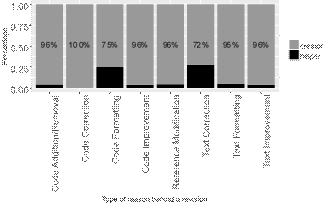 1.00
0.75
0.50
0.25
0.00
Percentage
96% 100% 75% 96% 96% 72% 95% 96%
Code Addition/Removal
Code Correction
Code Formatting
Code Improvement
Reference Modification
Text Correction
Text Formatting
Text Improvement
Type of reason behind a revision